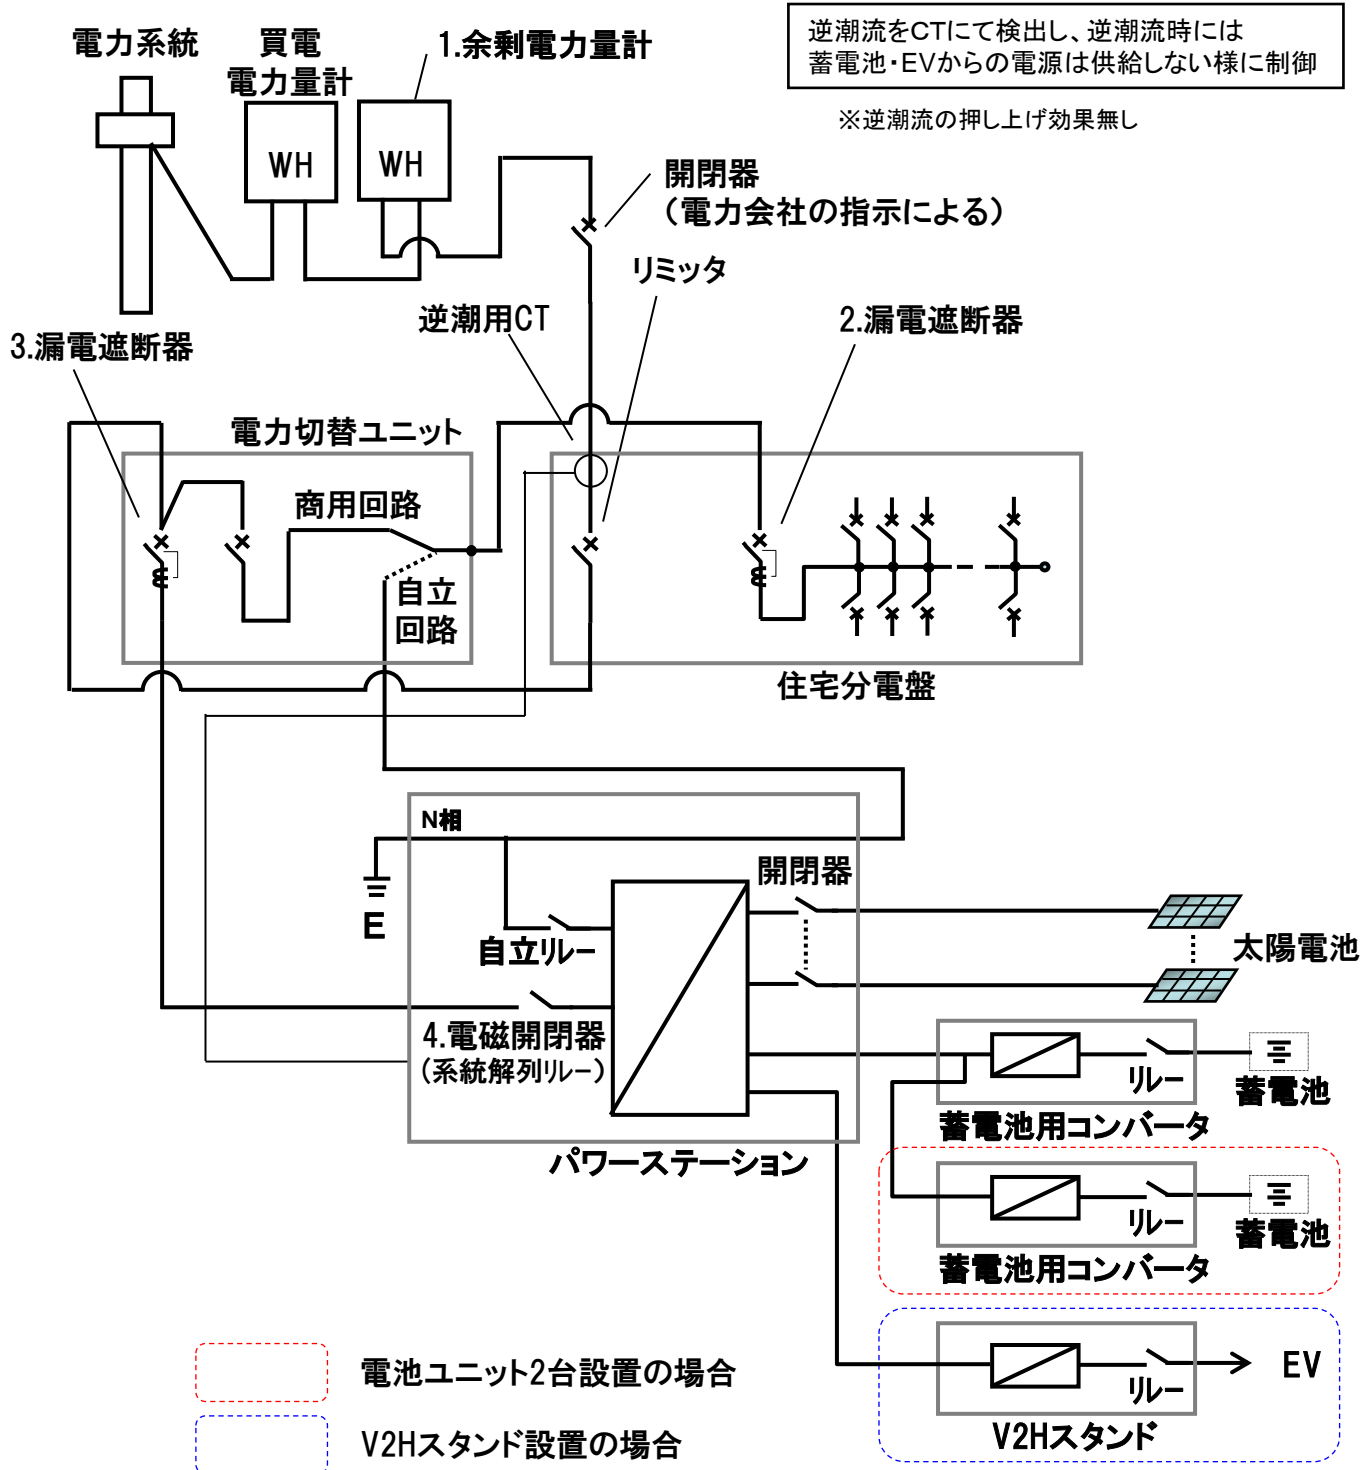 逆潮流をCTにて検出し、逆潮流時には
蓄電池・EVからの電源は供給しない様に制御
※逆潮流の押し上げ効果無し
電力系統
買電
電力量計
1.余剰電力量計
WH
WH
開閉器
（電力会社の指示による）
リミッタ
逆潮用CT
2.漏電遮断器
3.漏電遮断器
電力切替ユニット
商用回路
自立
回路
住宅分電盤
N相
E
開閉器
自立リレー
太陽電池
4.電磁開閉器
（系統解列リレー）
リレー
蓄電池
蓄電池用コンバータ
パワーステーション
リレー
蓄電池
蓄電池用コンバータ
EV
リレー
V2Hスタンド
電池ユニット2台設置の場合
V2Hスタンド設置の場合